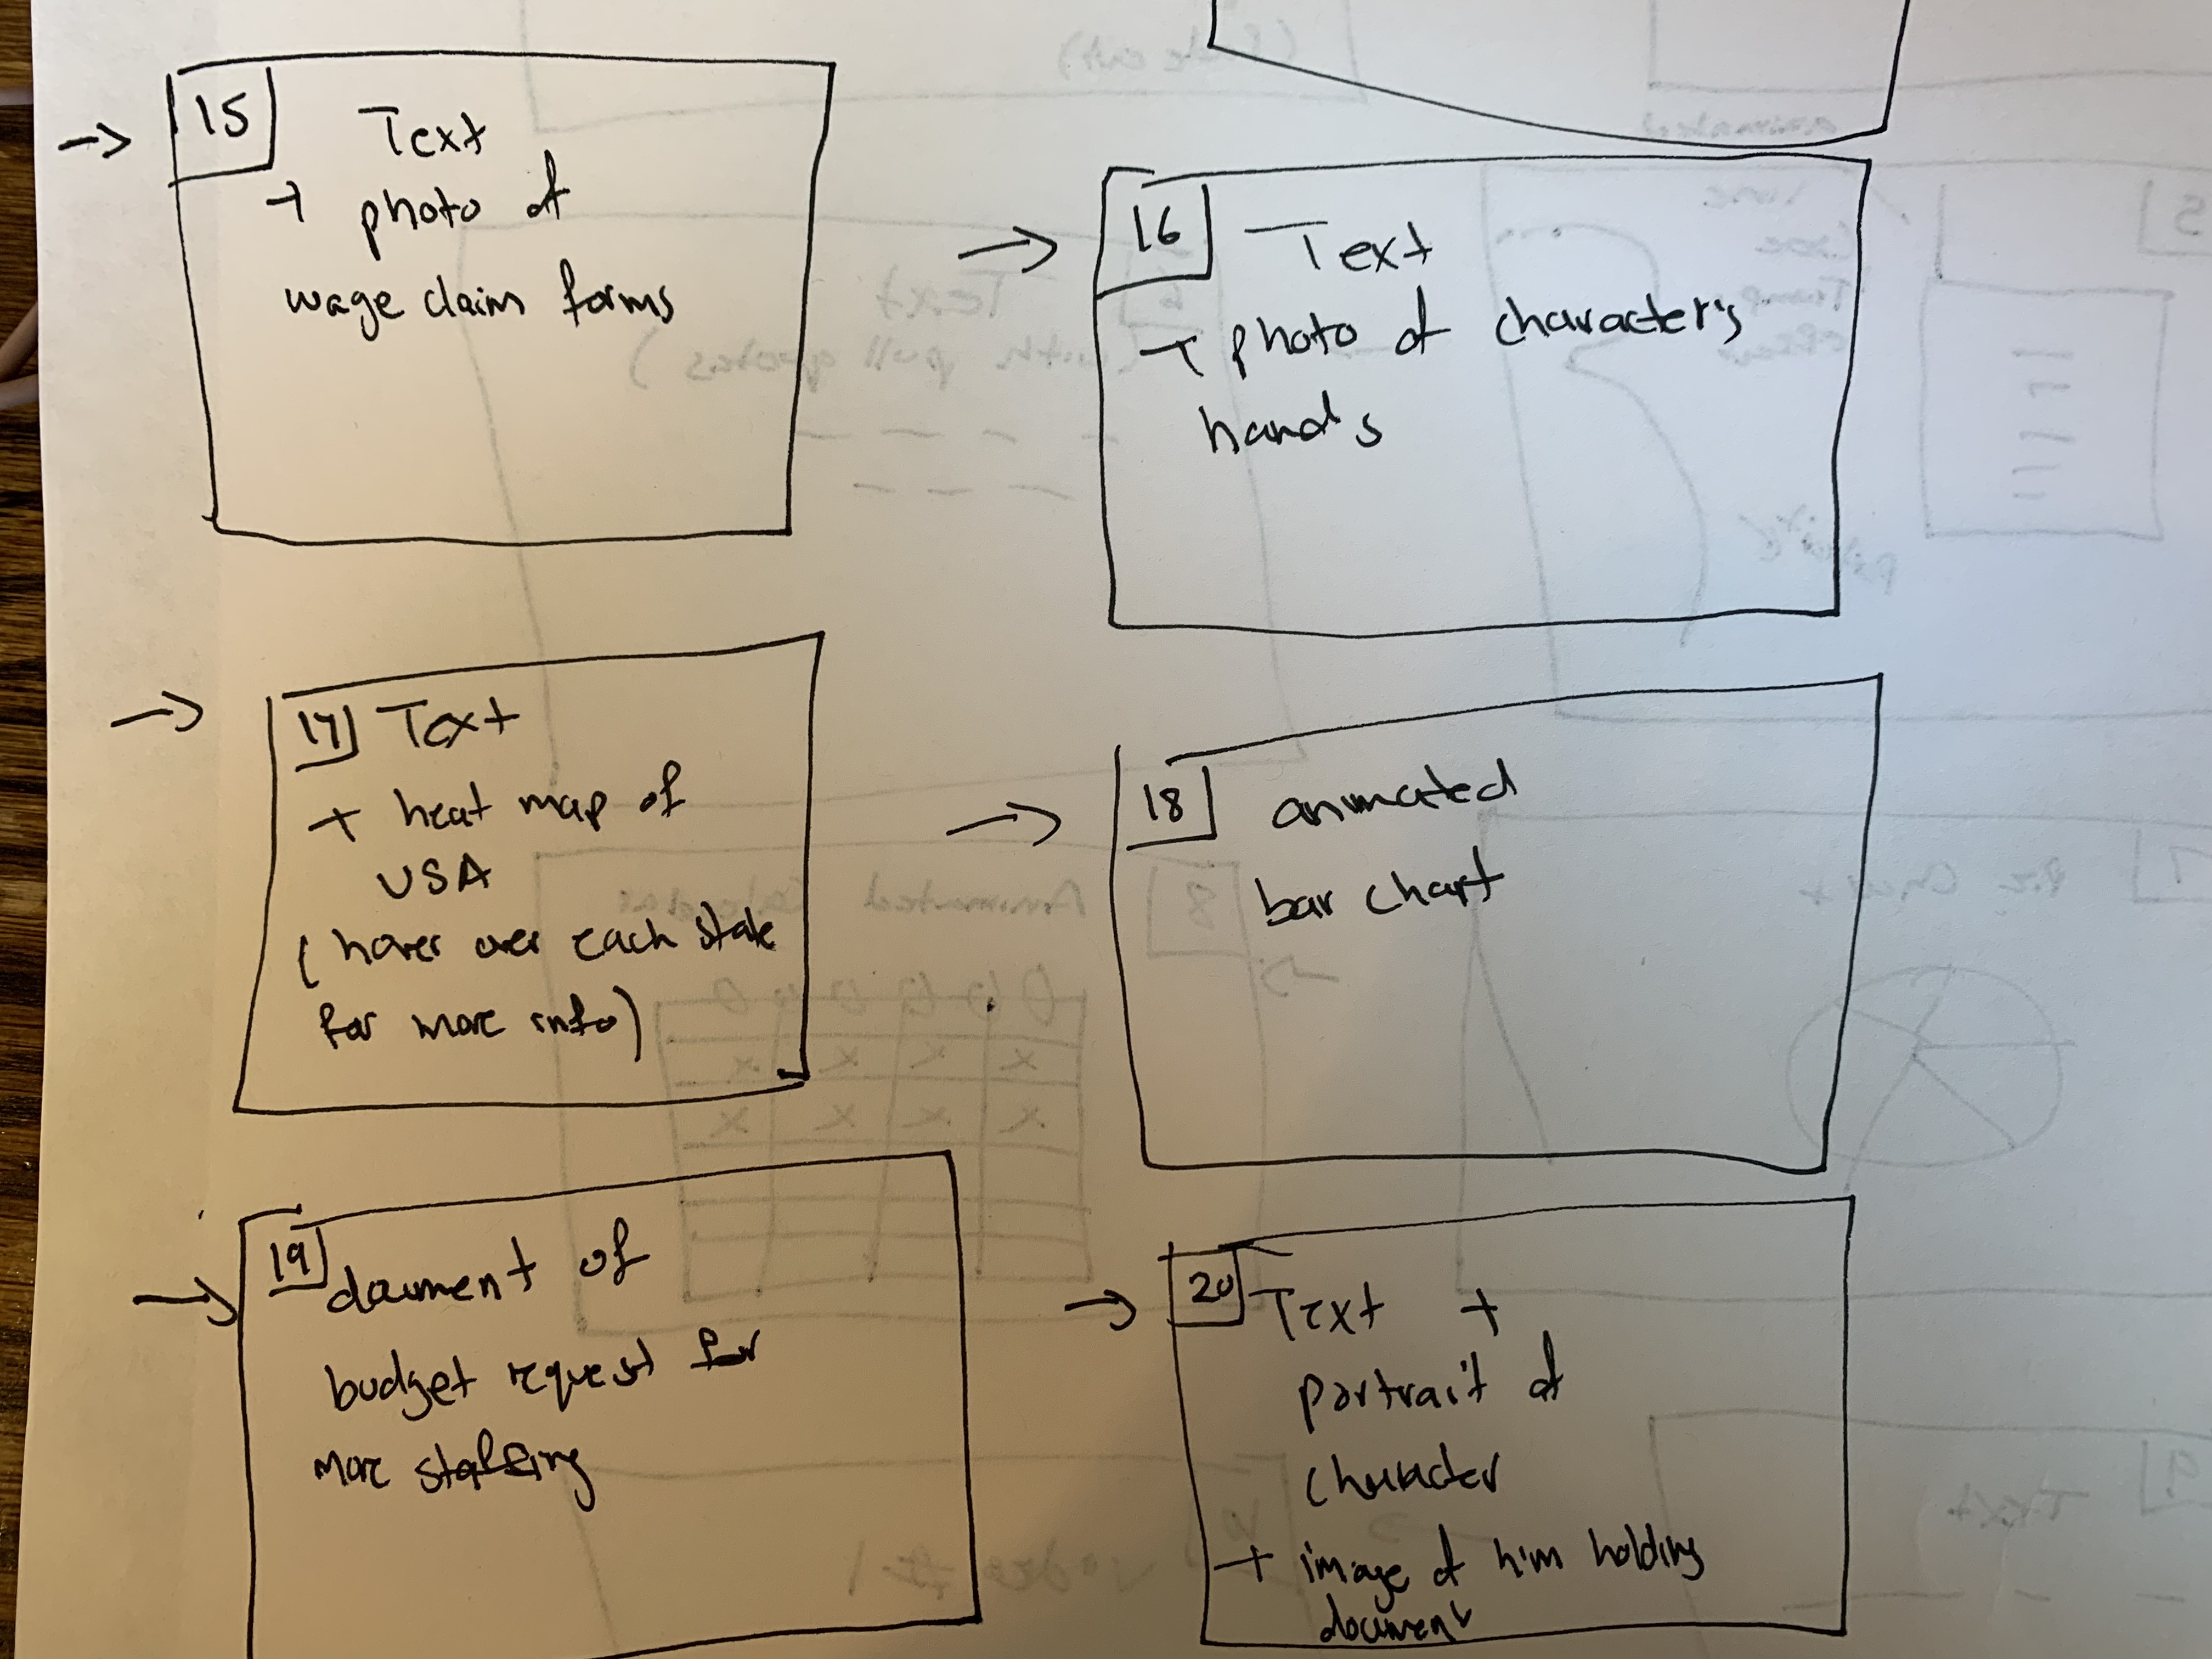 15
Text
+ photo of
wage claim forms
16
Text
+ photo of character's
hands
17 Text
+ heat map of
USA
(hover over each state
for more info)
18 animated
bar chart
19 document of
budget request for
more staffing
20 Text +
portrait of
character
+ image of him holding
document